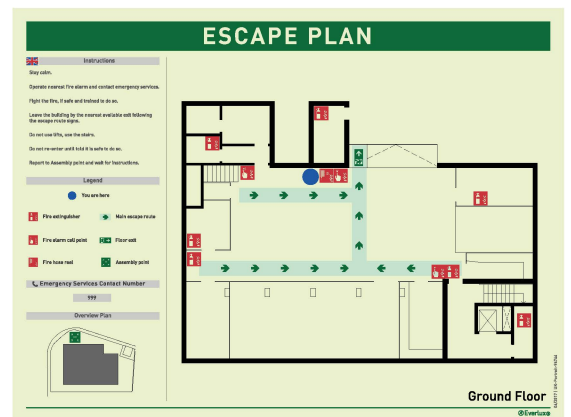 ESCAPE PLAN
Instructions
Stay calm.
Operate nearest fire alarm and contact emergency services.
Fight the fire, if safe and trained to do so.
Leave the building by the nearest available exit following
the escape route signs.
Do not use lifts, use the stairs.
Do not re-enter until told it is safe to do so.
Report to Assembly point and wait for instructions.
Legend
You are here
Fire extinguisher
Main escape route
Fire alarm call point
Floor exit
Fire hose reel
Assembly point
Emergency Services Contact Number
999
Overview Plan
Ground Floor
Everlux®